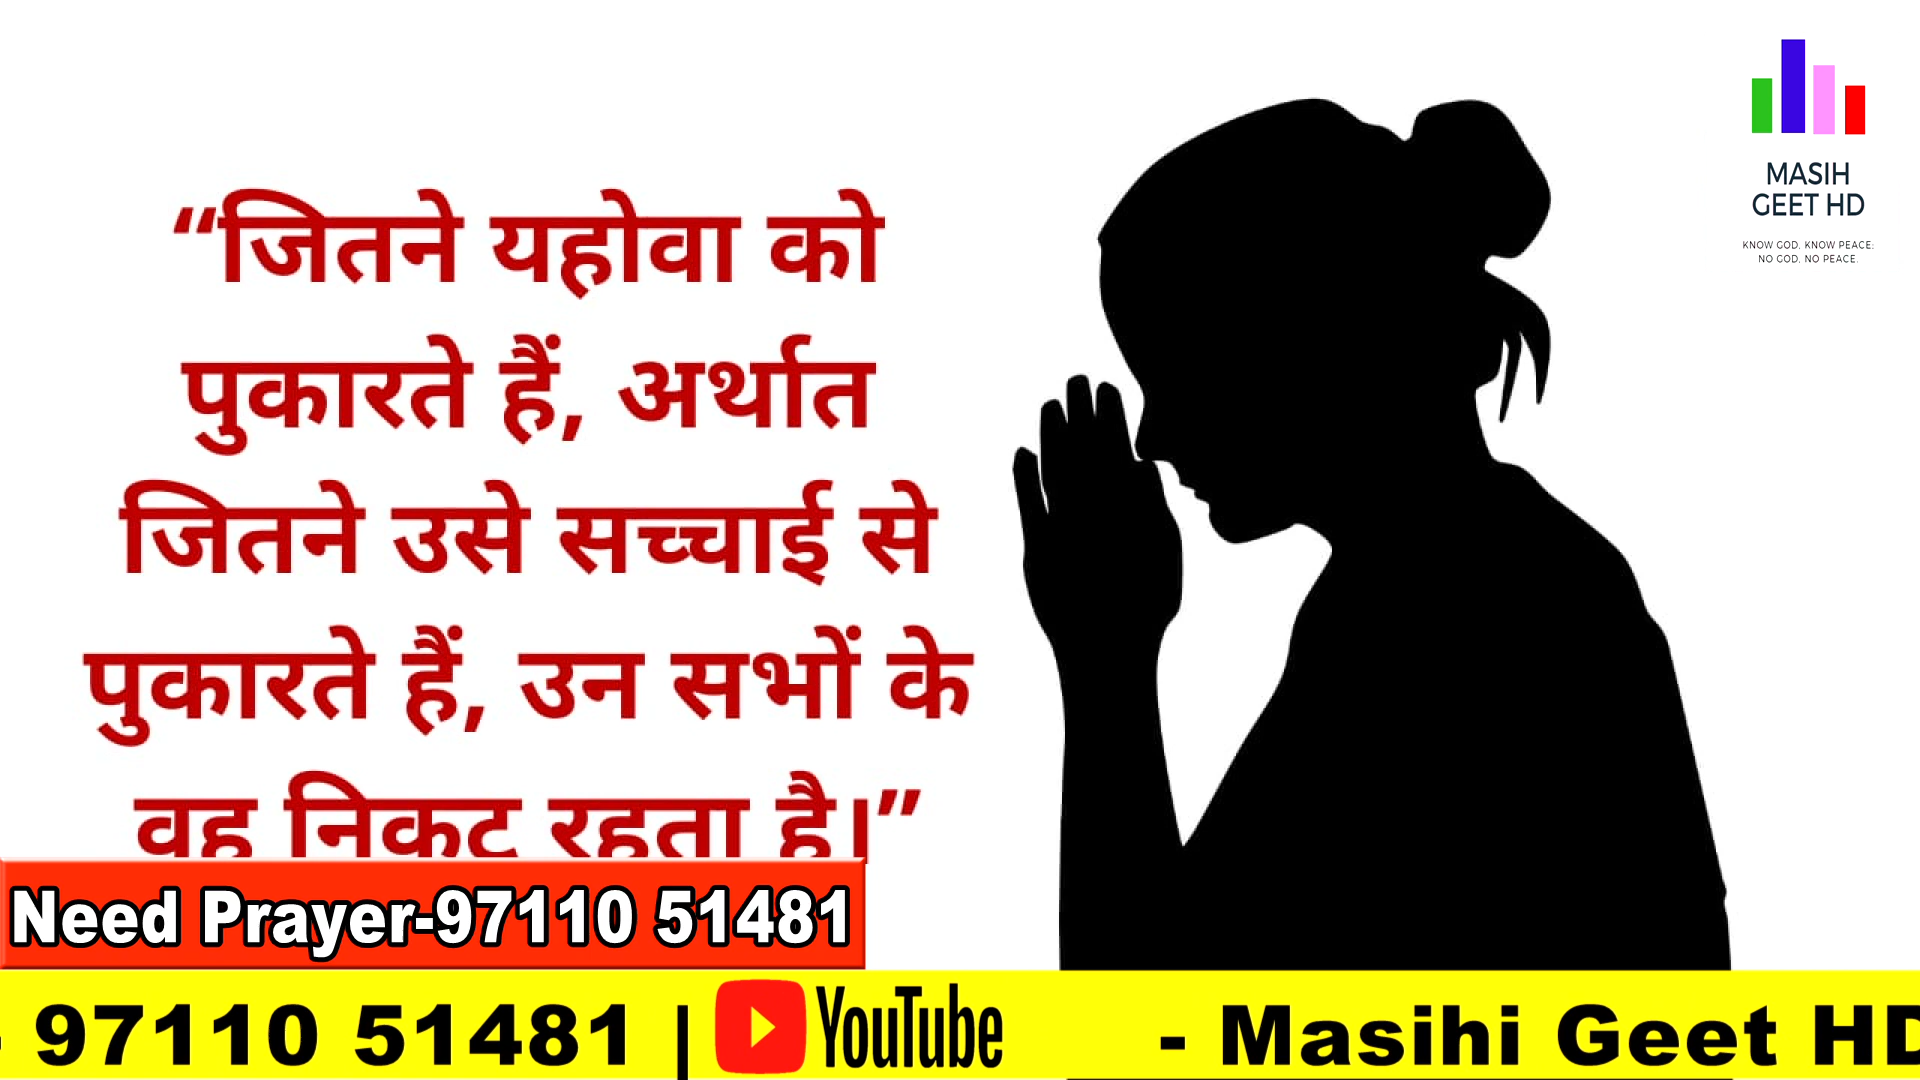 “जितने यहोवा को
पुकारते हैं, अर्थात
जितने उसे सच्चाई से
पुकारते हैं, उन सभों के
वह निकट रहता है।”
MASIH
GEET HD
KNOW GOD, KNOW PEACE;
NO GOD, NO PEACE.
Need Prayer-97110 51481
- 97110 51481 | YouTube - Masihi Geet HD